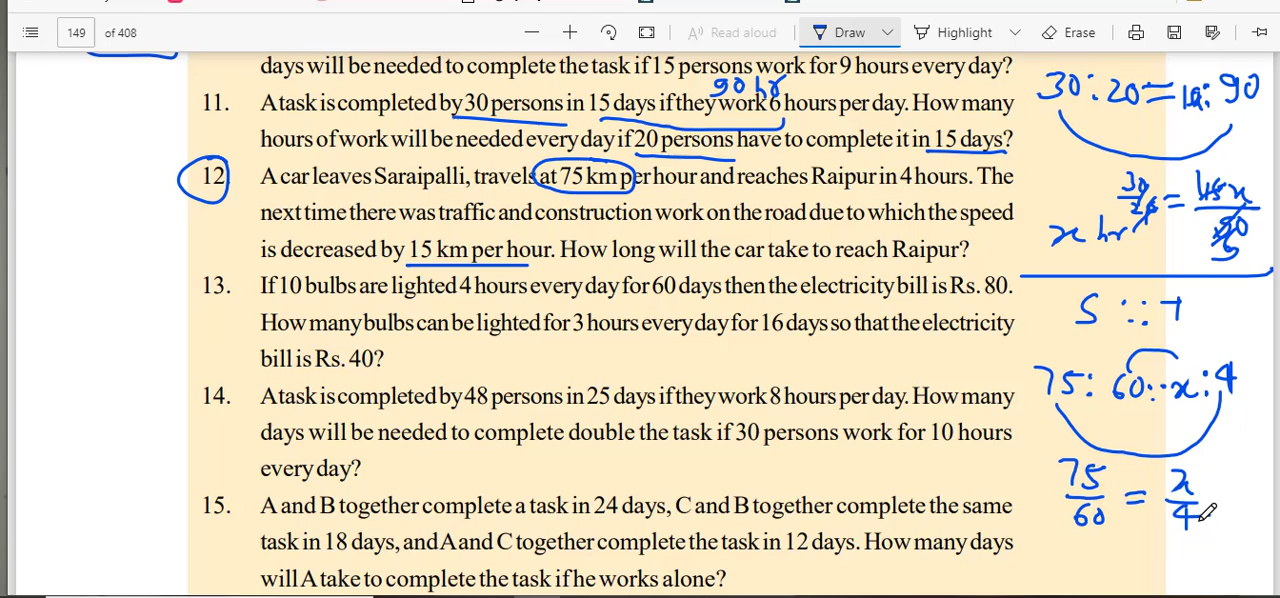 149 of 408
Read aloud
Draw
Highlight
Erase
days will be needed to complete the task if 15 persons work for 9 hours every day?
90 hr
11. A task is completed by 30 persons in 15 days if they work 6 hours per day. How many
hours of work will be needed every day if 20 persons have to complete it in 15 days?
12. A car leaves Saraipalli, travels at 75 km per hour and reaches Raipur in 4 hours. The
next time there was traffic and construction work on the road due to which the speed
is decreased by 15 km per hour. How long will the car take to reach Raipur?
13. If 10 bulbs are lighted 4 hours every day for 60 days then the electricity bill is Rs. 80.
How many bulbs can be lighted for 3 hours every day for 16 days so that the electricity
bill is Rs. 40?
14. A task is completed by 48 persons in 25 days if they work 8 hours per day. How many
days will be needed to complete double the task if 30 persons work for 10 hours
every day?
15. A and B together complete a task in 24 days, C and B together complete the same
task in 18 days, and A and C together complete the task in 12 days. How many days
will A take to complete the task if he works alone?
30 : 20 = : 90
30 = x
x hr
S :: T
75 : 60 :: x : 4
75/60 = x/4